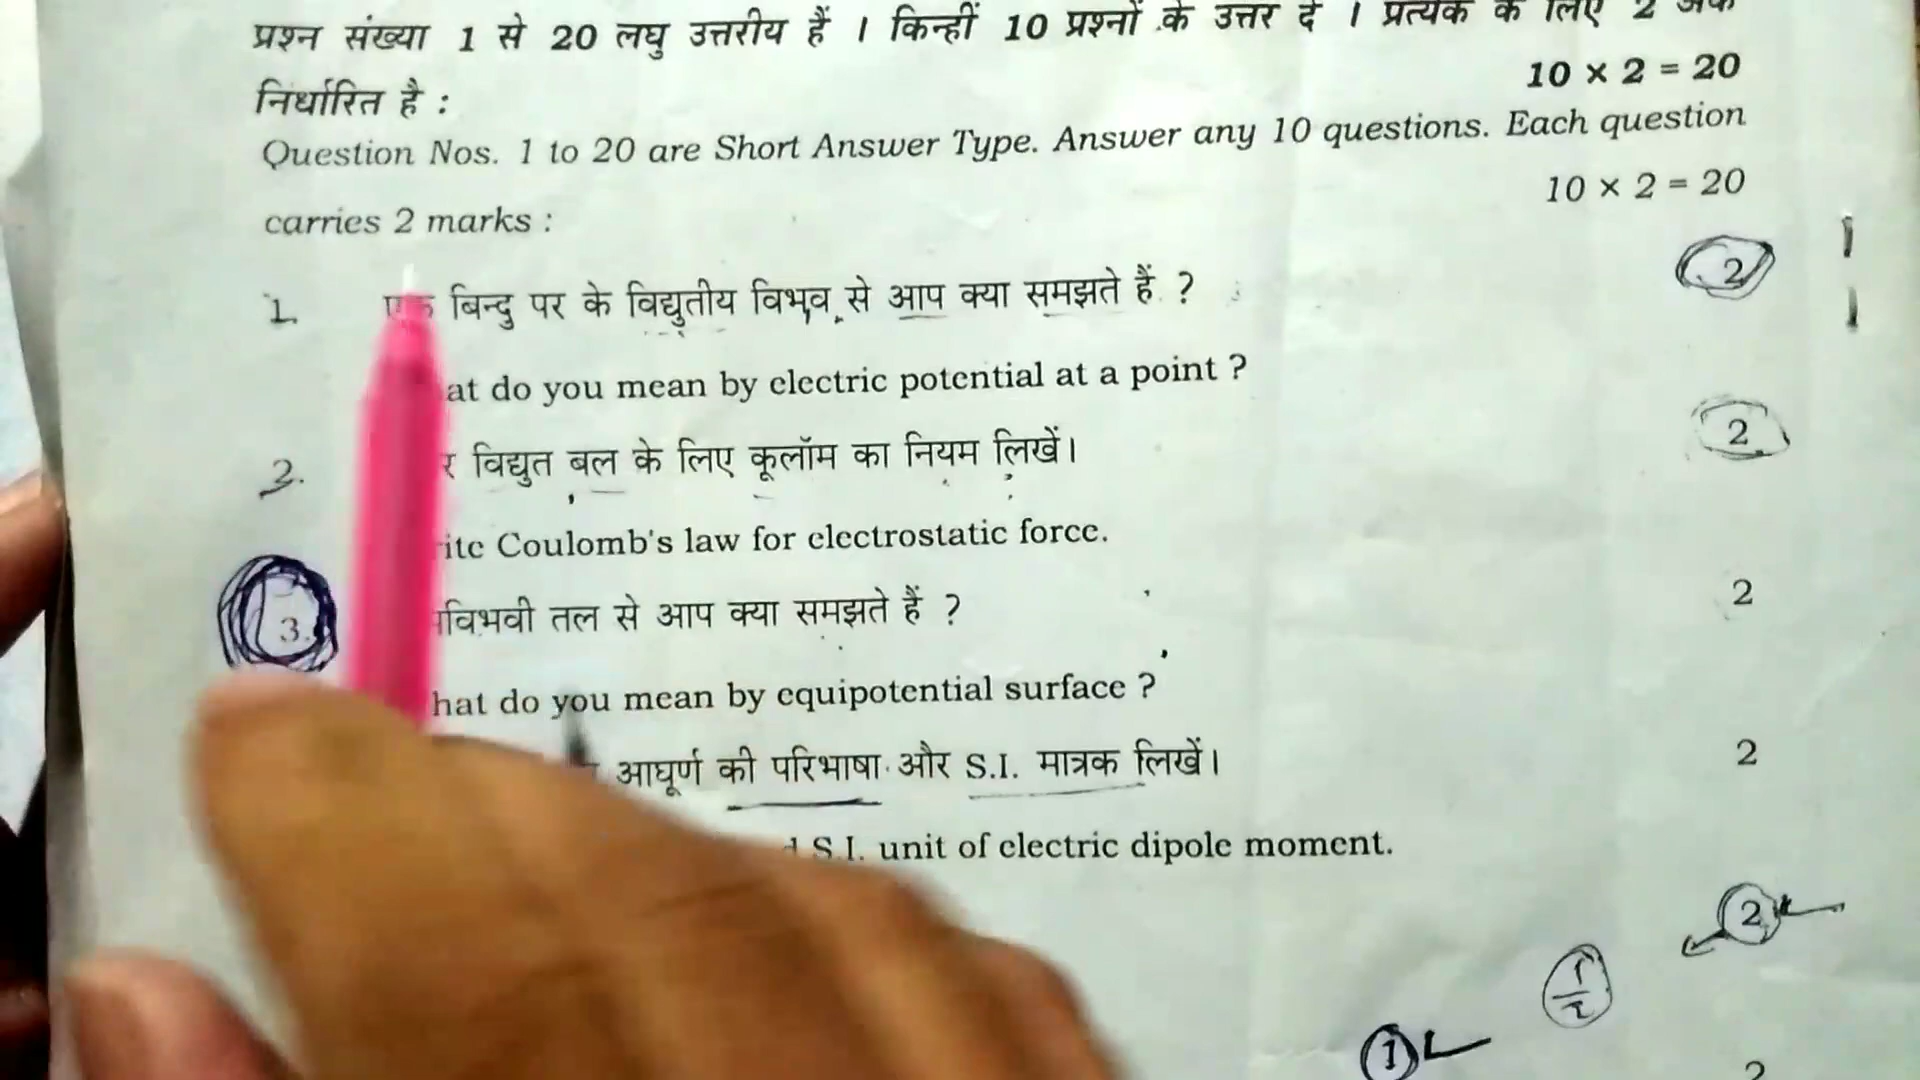 प्रश्न संख्या 1 से 20 लघु उत्तरीय हैं । किन्हीं 10 प्रश्नों के उत्तर दें । प्रत्येक के लिए 2 अंक
निर्धारित है :
10 × 2 = 20
Question Nos. 1 to 20 are Short Answer Type. Answer any 10 questions. Each question
carries 2 marks :
10 × 2 = 20
1. एक बिन्दु पर के विद्युतीय विभव से आप क्या समझते हैं ? 2
at do you mean by electric potential at a point ?
2. विद्युत बल के लिए कूलॉम का नियम लिखें। 2
ite Coulomb's law for electrostatic force.
3. विभवी तल से आप क्या समझते हैं ? 2
hat do you mean by equipotential surface ?
आघूर्ण की परिभाषा और S.I. मात्रक लिखें। 2
S.I. unit of electric dipole moment.
2
1/2
1
2